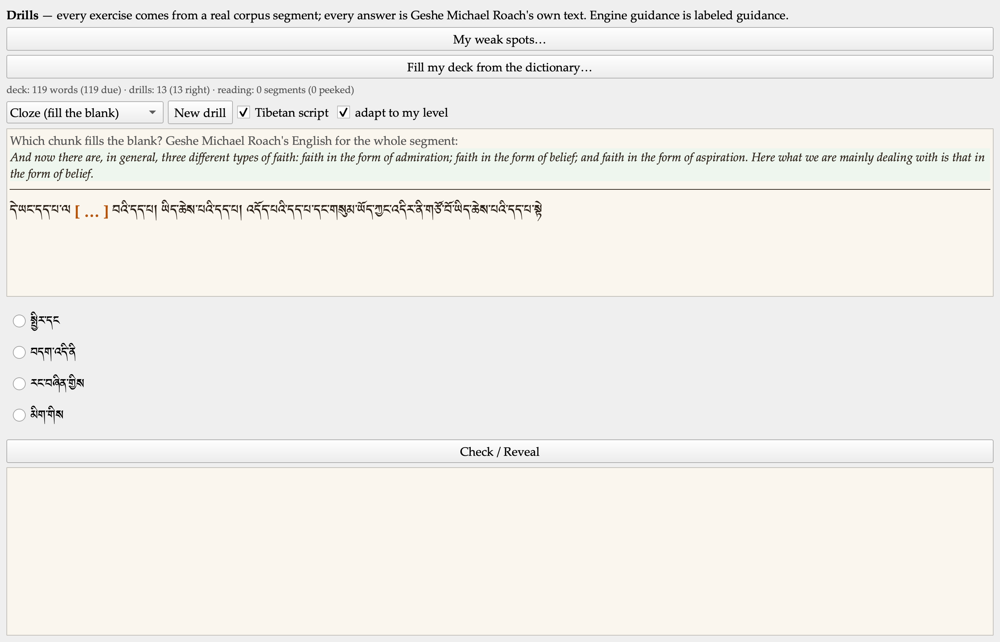 Drills — every exercise comes from a real corpus segment; every answer is Geshe Michael Roach's own text. Engine guidance is labeled guidance.
My weak spots...
Fill my deck from the dictionary...
deck: 119 words (119 due) · drills: 13 (13 right) · reading: 0 segments (0 peeked)
Cloze (fill the blank) New drill Tibetan script adapt to my level
Which chunk fills the blank? Geshe Michael Roach's English for the whole segment:
And now there are, in general, three different types of faith: faith in the form of admiration; faith in the form of belief; and faith in the form of aspiration. Here what we are mainly dealing with is that in
the form of belief.
དེ་ཡང་དད་པ་ལ [ ... ] བའི་དད་པ། ཡིད་ཆེས་པའི་དད་པ། འདོད་པའི་དད་པ་དང་གསུམ་ཡོད་ཀྱང་འདིར་ནི་གཙོ་བོ་ཡིད་ཆེས་པའི་དད་པ་སྟེ
སྤྱིར་དང
བདག་འདི་ནི
རང་བཞིན་གྱིས
མིག་གིས
Check / Reveal